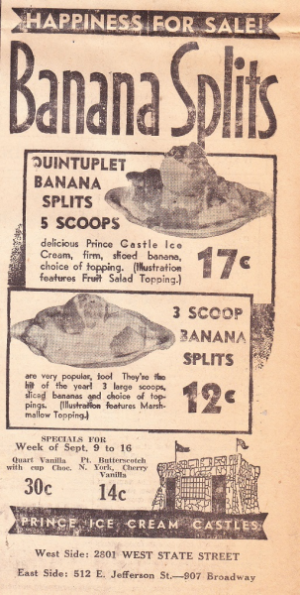 HAPPINESS FOR SALE!
Banana Splits
QUINTUPLET
BANANA
SPLITS
5 SCOOPS
delicious Prince Castle Ice
Cream, firm, sliced banana,
choice of topping. (Illustration
features Fruit Salad Topping.)
17c
3 SCOOP
BANANA
SPLITS
12c
are very popular, too! They're the
hit of the year! 3 large scoops,
sliced bananas and choice of top-
pings. (Illustration features Marsh-
mallow Topping.)
SPECIALS FOR
Week of Sept. 9 to 16
Quart Vanilla
with cup Choc.
30c
Pt. Butterscotch
N. York, Cherry
Vanilla
14c
PRINCE ICE CREAM CASTLES
West Side: 2801 WEST STATE STREET
East Side: 512 E. Jefferson St.—907 Broadway